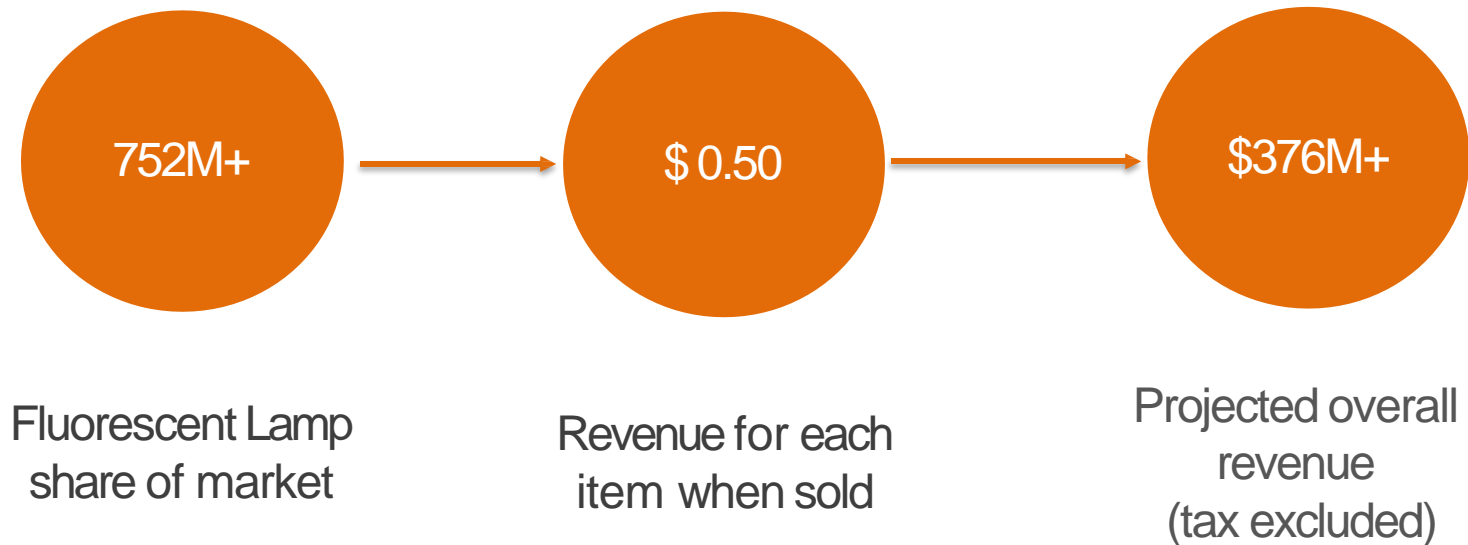 752M+
$ 0.50
$376M+
Fluorescent Lamp
share of market
Revenue for each
item when sold
Projected overall
revenue
(tax excluded)